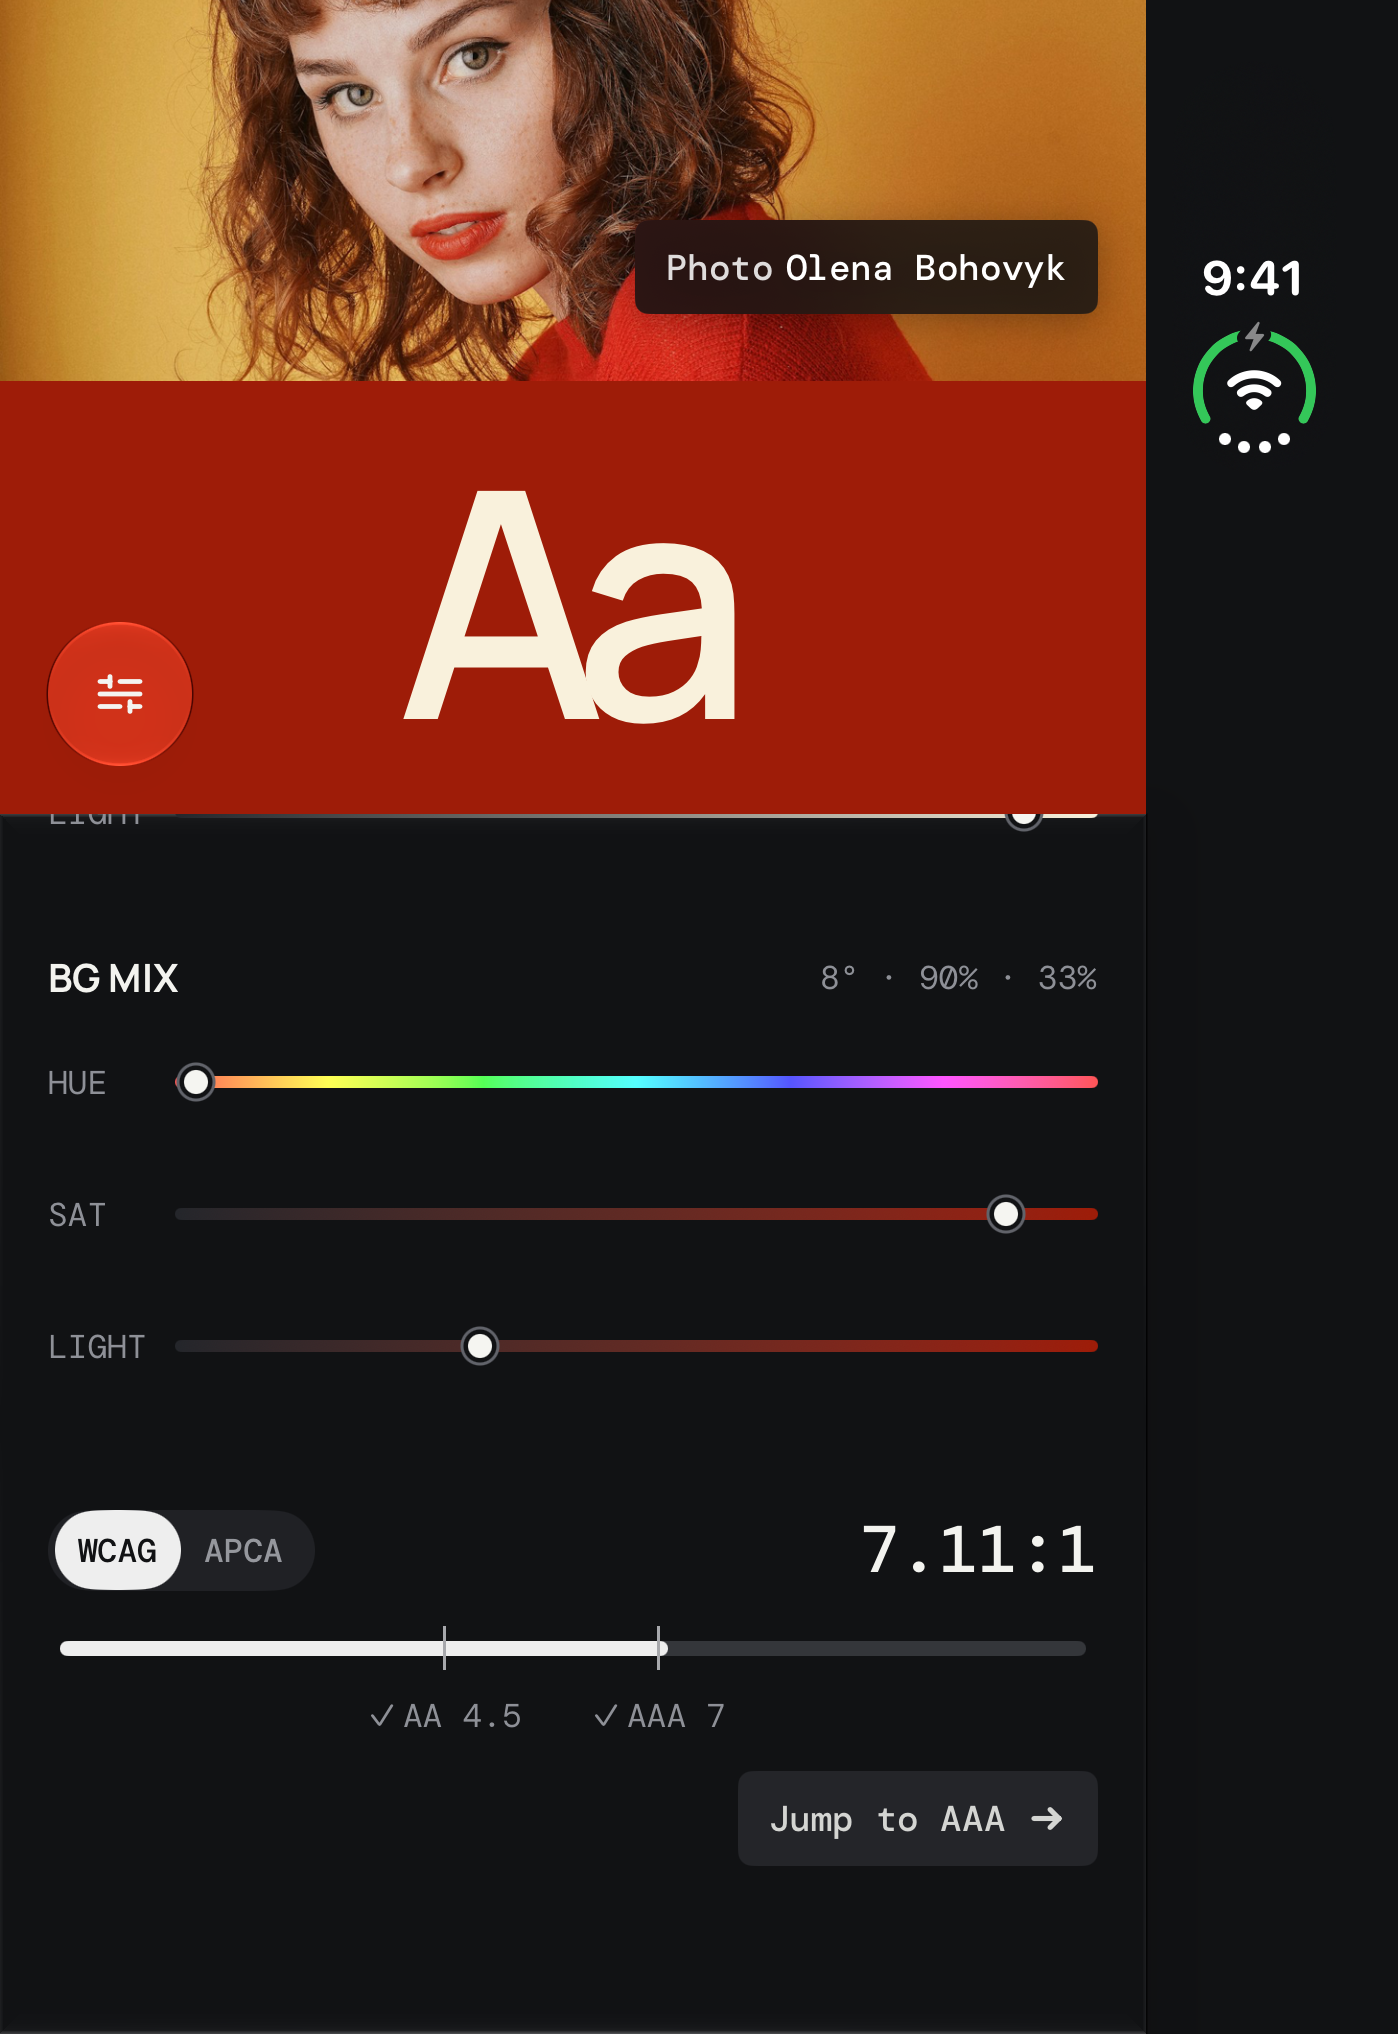 Photo Olena Bohovyk
9:41
Aa
LIGHT
BG MIX
8° · 90% · 33%
HUE
SAT
LIGHT
WCAG APCA
7.11:1
✓ AA 4.5 ✓ AAA 7
Jump to AAA →